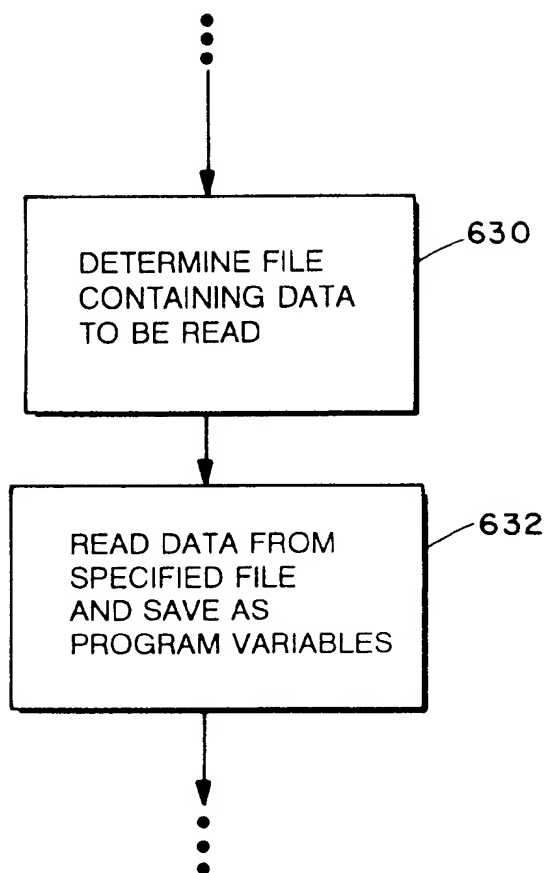 DETERMINE FILE
CONTAINING DATA
TO BE READ
630
READ DATA FROM
SPECIFIED FILE
AND SAVE AS
PROGRAM VARIABLES
632